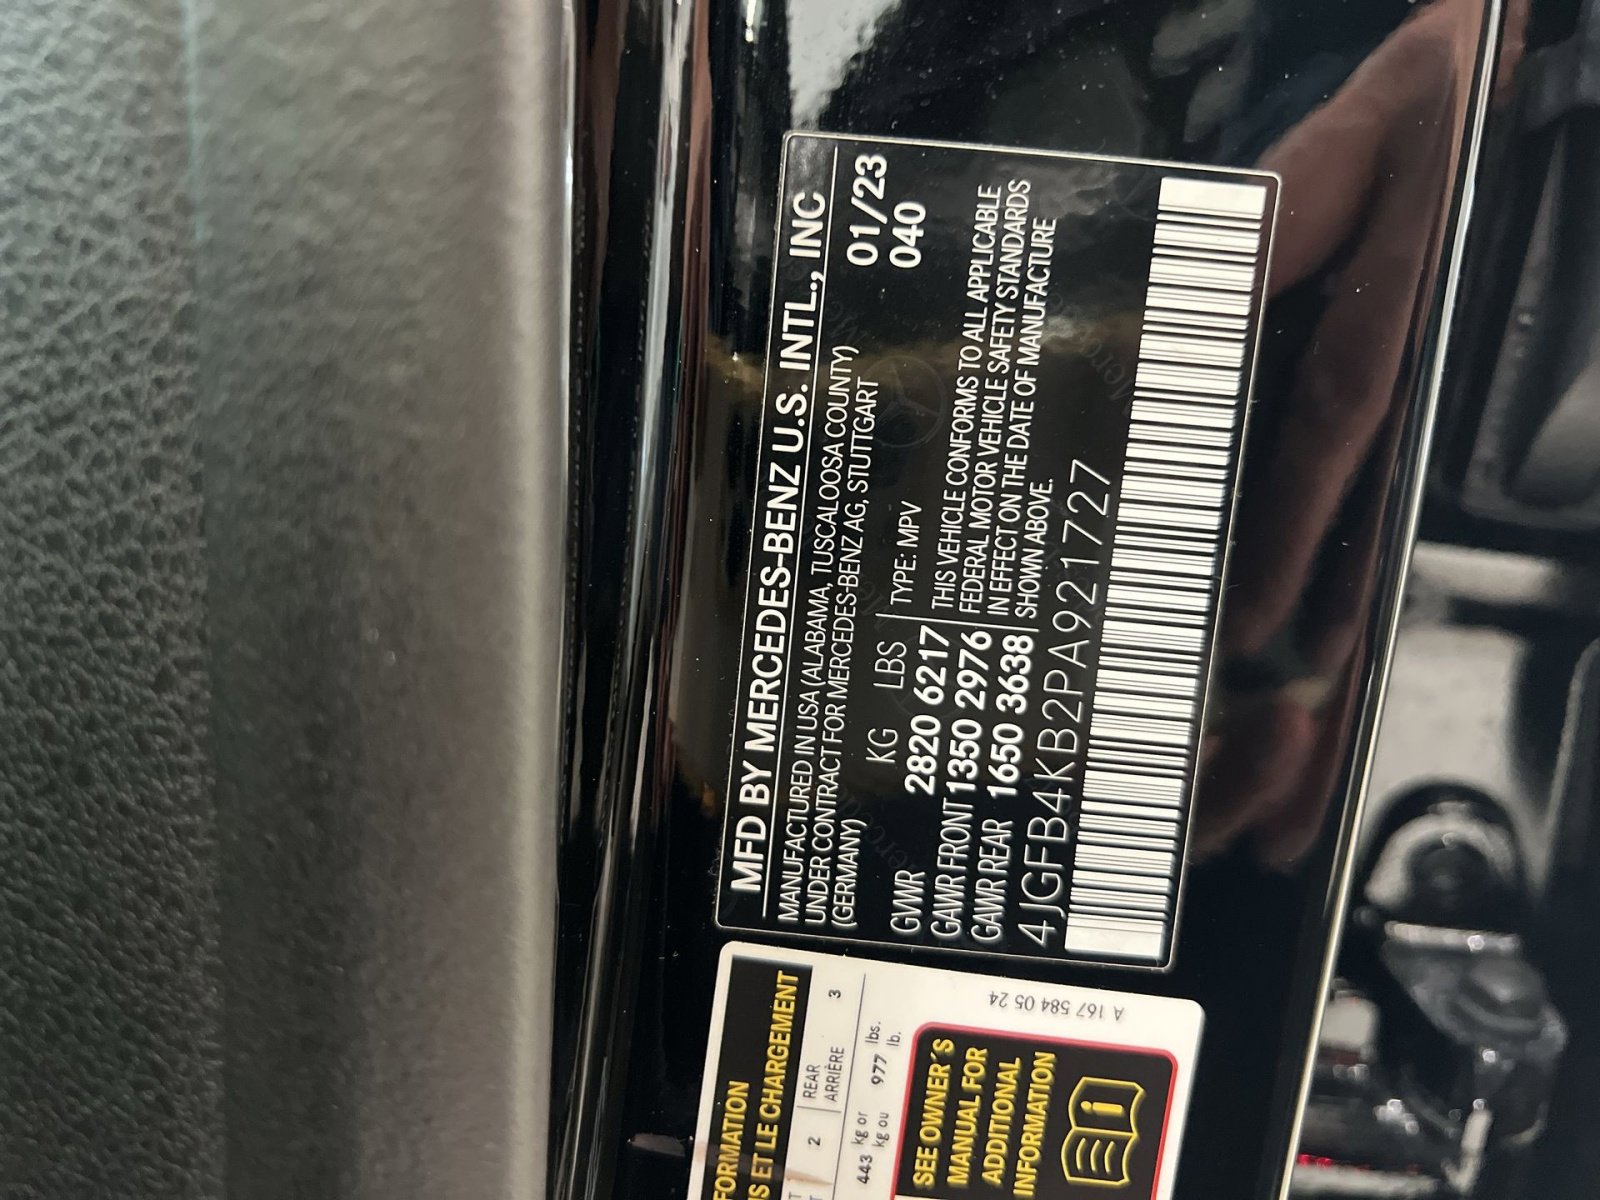 MFD BY MERCEDES-BENZ U.S. INTL., INC
MANUFACTURED IN USA (ALABAMA, TUSCALOOSA COUNTY)
UNDER CONTRACT FOR MERCEDES-BENZ AG, STUTTGART
(GERMANY)
01/23
040
KG LBS TYPE: MPV
GVWR 2820 6217
GAWR FRONT 1350 2976
GAWR REAR 1650 3638
THIS VEHICLE CONFORMS TO ALL APPLICABLE
FEDERAL MOTOR VEHICLE SAFETY STANDARDS
IN EFFECT ON THE DATE OF MANUFACTURE
SHOWN ABOVE.
4JGFB4KB2PA921727
FORMATION
ET LE CHARGEMENT
2 REAR 3
ARRIÈRE
443 kg or 977 lbs.
kg ou lb.
SEE OWNER'S
MANUAL FOR
ADDITIONAL
INFORMATION
i
A 167 584 05 24